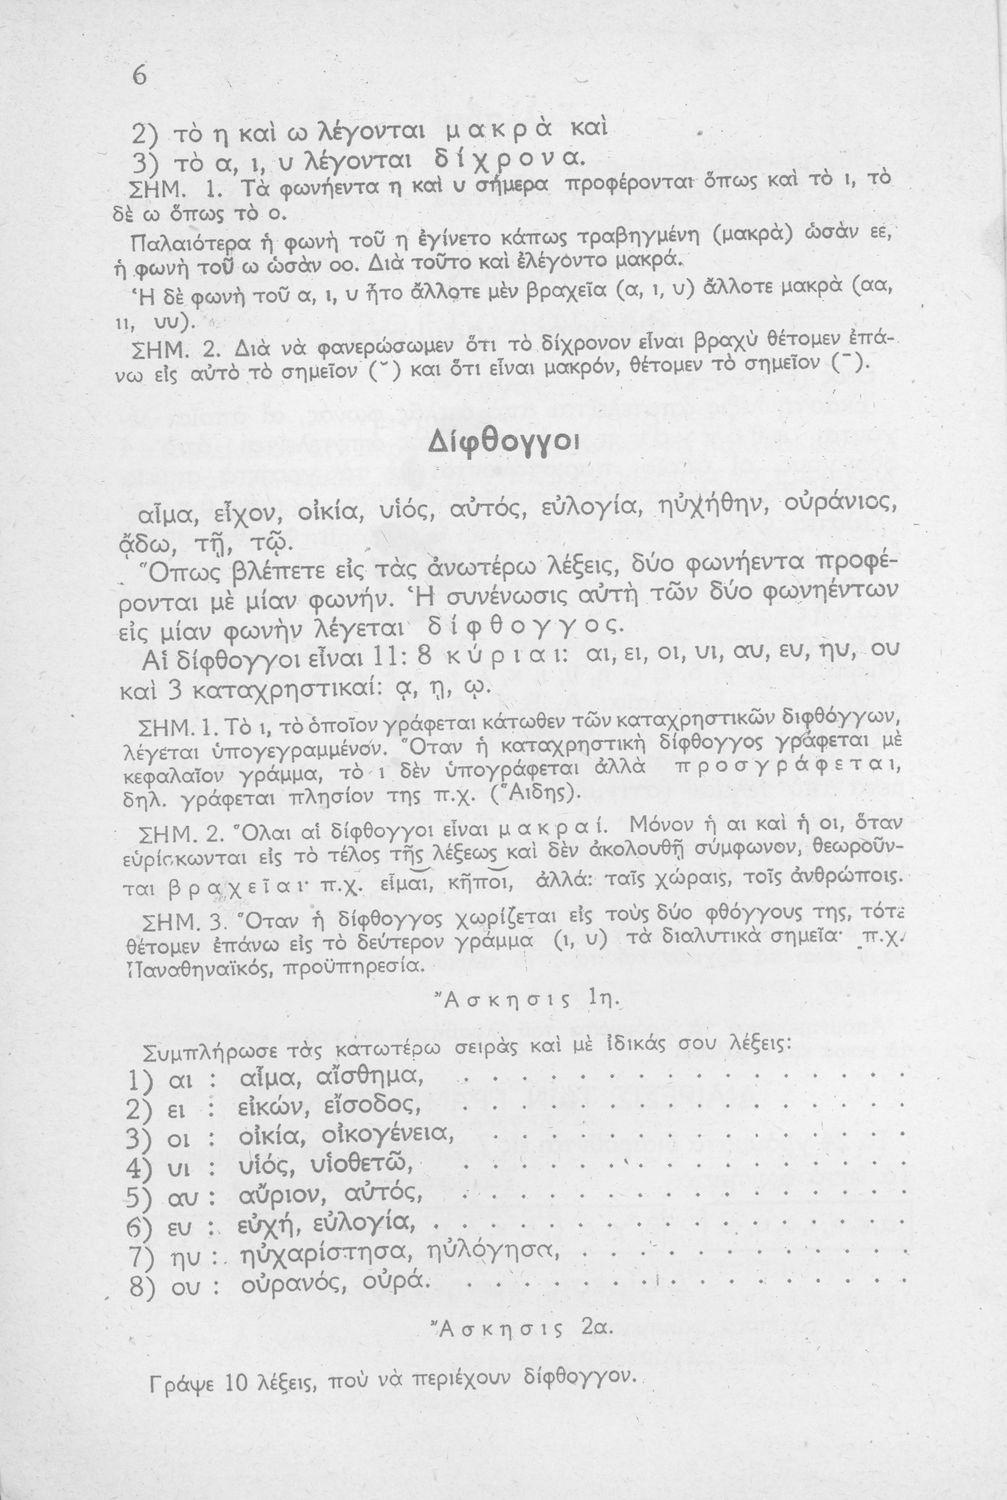 6
2) τὸ η καὶ ω λέγονται μακρὰ καὶ
3) τὸ α, ι, υ λέγονται δίχρονα.
ΣΗΜ. 1. Τὰ φωνήεντα η καὶ υ σήμερα προφέρονται ὅπως καὶ τὸ ι, τὸ
δὲ ω ὅπως τὸ ο.
Παλαιότερα ἡ φωνὴ τοῦ η ἐγίνετο κάπως τραβηγμένη (μακρὰ) ὡσὰν εε,
ἡ φωνὴ τοῦ ω ὡσὰν οο. Διὰ τοῦτο καὶ ἐλέγοντο μακρά.
Ἡ δὲ φωνὴ τοῦ α, ι, υ ἦτο ἄλλοτε μὲν βραχεῖα (α, ι, υ) ἄλλοτε μακρὰ (αα,
ιι, υυ).
ΣΗΜ. 2. Διὰ νὰ φανερώσωμεν ὅτι τὸ δίχρονον εἶναι βραχὺ θέτομεν ἐπά-
νω εἰς αὐτὸ τὸ σημεῖον (˘) και ὅτι εἶναι μακρόν, θέτομεν τὸ σημεῖον (¯).
Δίφθογγοι
αἷμα, εἶχον, οἰκία, υἱός, αὐτός, εὐλογία, ηὐχήθην, οὐράνιος,
ᾄδω, τῇ, τῷ.
Ὅπως βλέπετε εἰς τὰς ἀνωτέρω λέξεις, δύο φωνήεντα προφέ-
ρονται μὲ μίαν φωνήν. Ἡ συνένωσις αὐτὴ τῶν δύο φωνηέντων
εἰς μίαν φωνὴν λέγεται δίφθογγος.
Αἱ δίφθογγοι εἶναι 11: 8 κύριαι: αι, ει, οι, υι, αυ, ευ, ηυ, ου
καὶ 3 καταχρηστικαί: ᾳ, ῃ, ῳ.
ΣΗΜ. 1. Τὸ ι, τὸ ὁποῖον γράφεται κάτωθεν τῶν καταχρηστικῶν διφθόγγων,
λέγεται ὑπογεγραμμένον. Ὅταν ἡ καταχρηστικὴ δίφθογγος γράφεται μὲ
κεφαλαῖον γράμμα, τὸ ι δὲν ὑπογράφεται ἀλλὰ προσγράφεται,
δηλ. γράφεται πλησίον της π.χ. (Ἅιδης).
ΣΗΜ. 2. Ὅλαι αἱ δίφθογγοι εἶναι μακραί. Μόνον ἡ αι καὶ ἡ οι, ὅταν
εὑρίσκωνται εἰς τὸ τέλος τῆς λέξεως καὶ δὲν ἀκολουθῇ σύμφωνον, θεωροῦν-
ται βραχεῖαι· π.χ. εἶμαι, κῆποι, ἀλλά: ταῖς χώραις, τοῖς ἀνθρώποις.
ΣΗΜ. 3. Ὅταν ἡ δίφθογγος χωρίζεται εἰς τοὺς δύο φθόγγους της, τότε
θέτομεν ἐπάνω εἰς τὸ δεύτερον γράμμα (ι, υ) τὰ διαλυτικὰ σημεῖα· π.χ.
Παναθηναϊκός, προϋπηρεσία.
Ἄσκησις 1η.
Συμπλήρωσε τὰς κατωτέρω σειρὰς καὶ μὲ ἰδικάς σου λέξεις:
1) αι : αἷμα, αἴσθημα, . . . . . . . . . . . . . . . .
2) ει : εἰκών, εἴσοδος, . . . . . . . . . . . . . . . .
3) οι : οἰκία, οἰκογένεια, . . . . . . . . . . . . . . .
4) υι : υἱός, υἱοθετῶ, . . . . . . . . . . . . . . . .
5) αυ : αὔριον, αὐτός, . . . . . . . . . . . . . . . .
6) ευ : εὐχή, εὐλογία, . . . . . . . . . . . . . . . . .
7) ηυ : ηὐχαρίστησα, ηὐλόγησα, . . . . . . . . . . . .
8) ου : οὐρανός, οὐρά. . . . . . . . . . . . . . . . .
Ἄσκησις 2α.
Γράψε 10 λέξεις, ποὺ νὰ περιέχουν δίφθογγον.